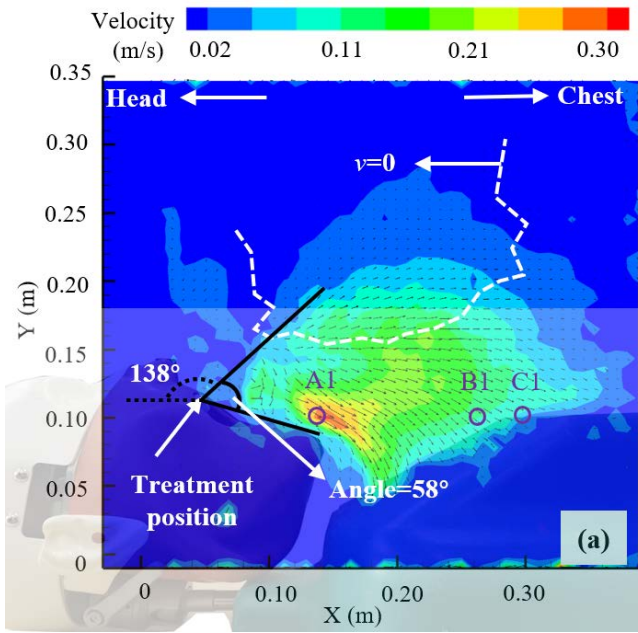 Velocity
(m/s)
0.02 0.11 0.21 0.30
0.35
Head
Chest
0.30
v=0
0.25
0.20
Y (m)
0.15
138°
A1
B1 C1
0.10
Treatment
position
Angle=58°
0.05
(a)
0
0 0.10 0.20 0.30
X (m)